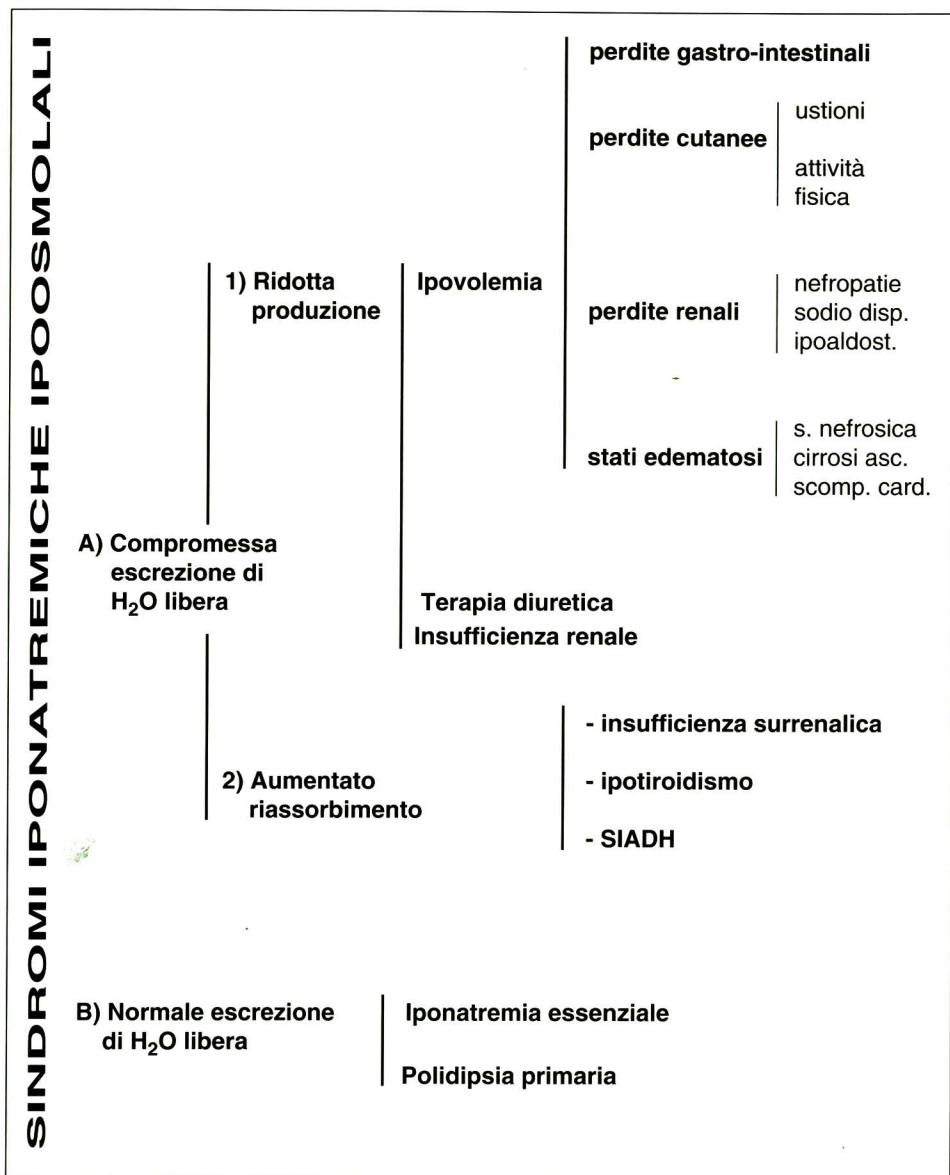 SINDROMI IPONATREMICHE IPOOSMOLALI
A) Compromessa
escrezione di
H₂O libera
1) Ridotta
produzione
Ipovolemia
perdite gastro-intestinali
perdite cutanee
ustioni
attività
fisica
perdite renali
nefropatie
sodio disp.
ipoaldost.
stati edematosi
s. nefrosica
cirrosi asc.
scomp. card.
Terapia diuretica
Insufficienza renale
2) Aumentato
riassorbimento
- insufficienza surrenalica
- ipotiroidismo
- SIADH
B) Normale escrezione
di H₂O libera
Iponatremia essenziale
Polidipsia primaria